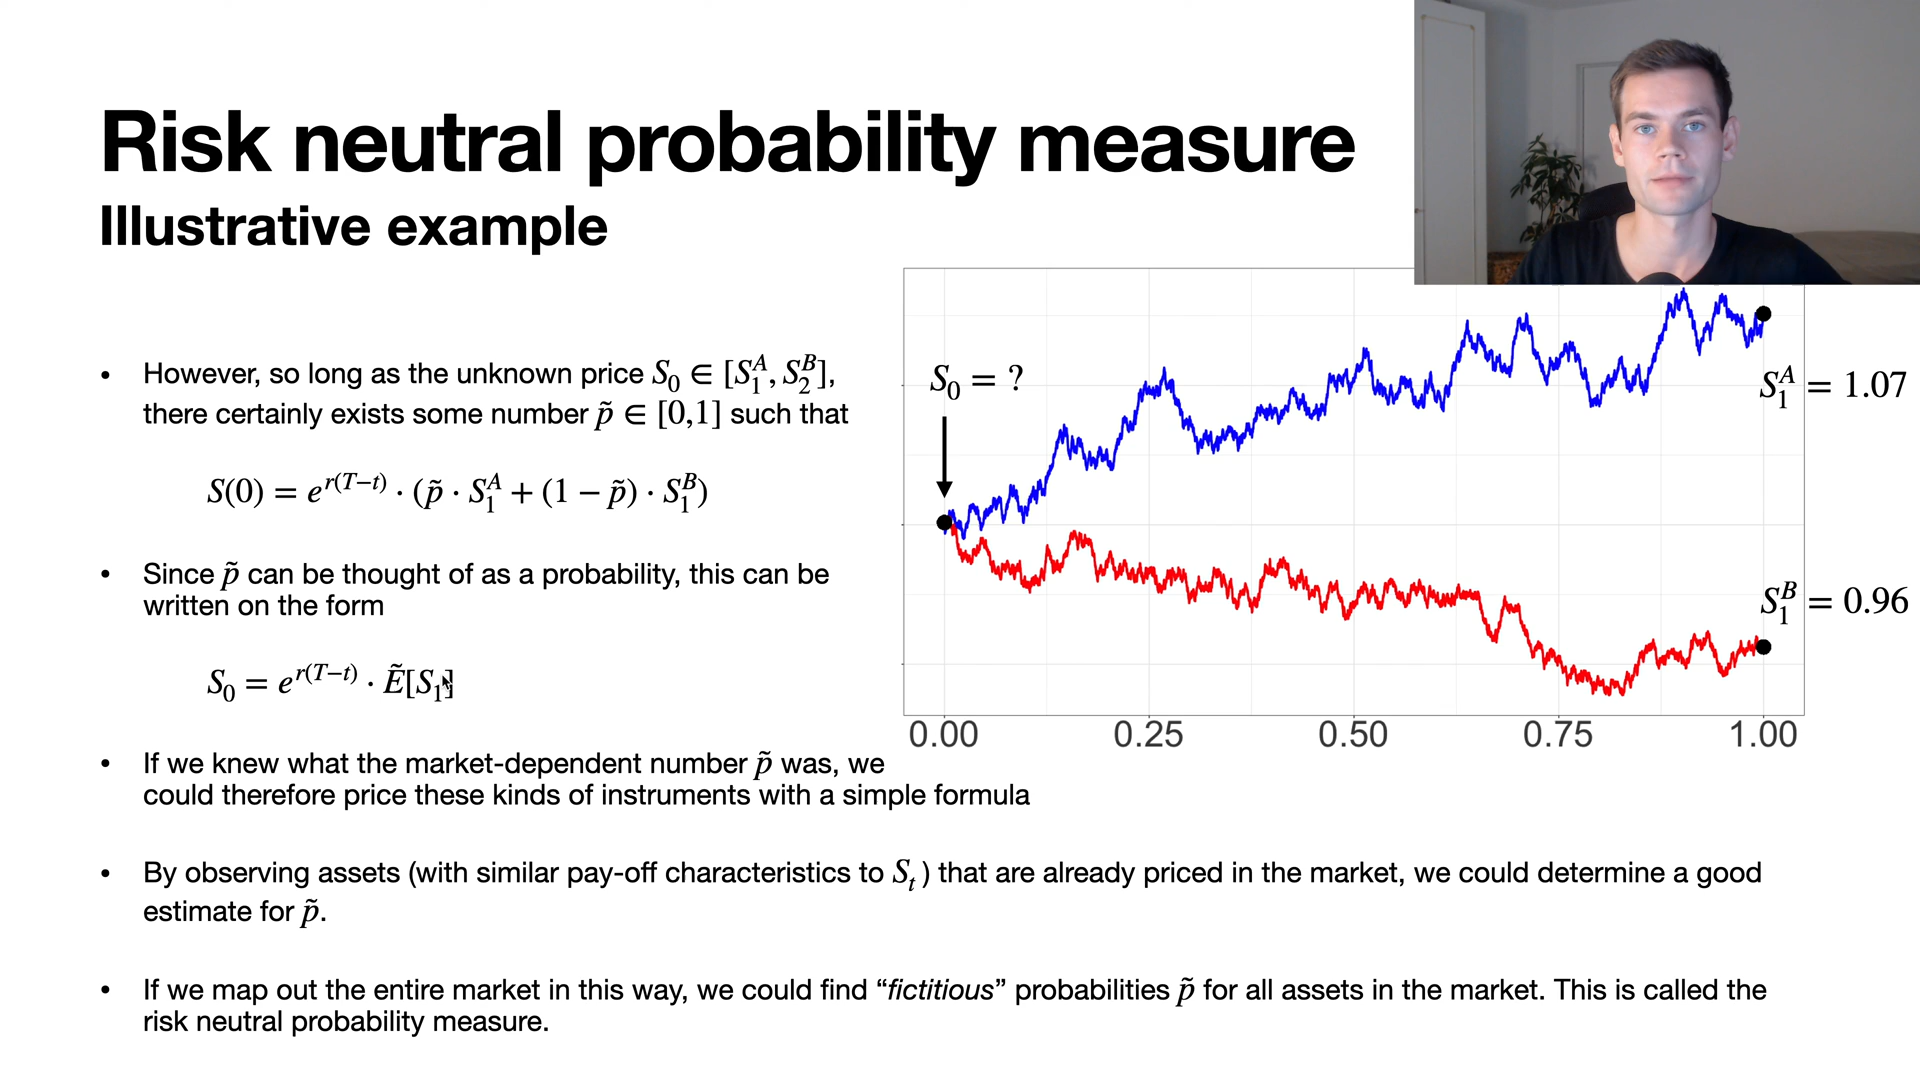 Risk neutral probability measure
Illustrative example
• However, so long as the unknown price S₀ ∈ [S₁ᴬ, S₂ᴮ],
there certainly exists some number p̃ ∈ [0,1] such that
S(0) = e^{r(T−t)} · (p̃ · S₁ᴬ + (1 − p̃) · S₁ᴮ)
• Since p̃ can be thought of as a probability, this can be
written on the form
S₀ = e^{r(T−t)} · Ẽ[S₁]
• If we knew what the market-dependent number p̃ was, we
could therefore price these kinds of instruments with a simple formula
• By observing assets (with similar pay-off characteristics to Sₜ) that are already priced in the market, we could determine a good
estimate for p̃.
• If we map out the entire market in this way, we could find “fictitious” probabilities p̃ for all assets in the market. This is called the
risk neutral probability measure.
S₀ = ?
S₁ᴬ = 1.07
S₁ᴮ = 0.96
0.00 0.25 0.50 0.75 1.00